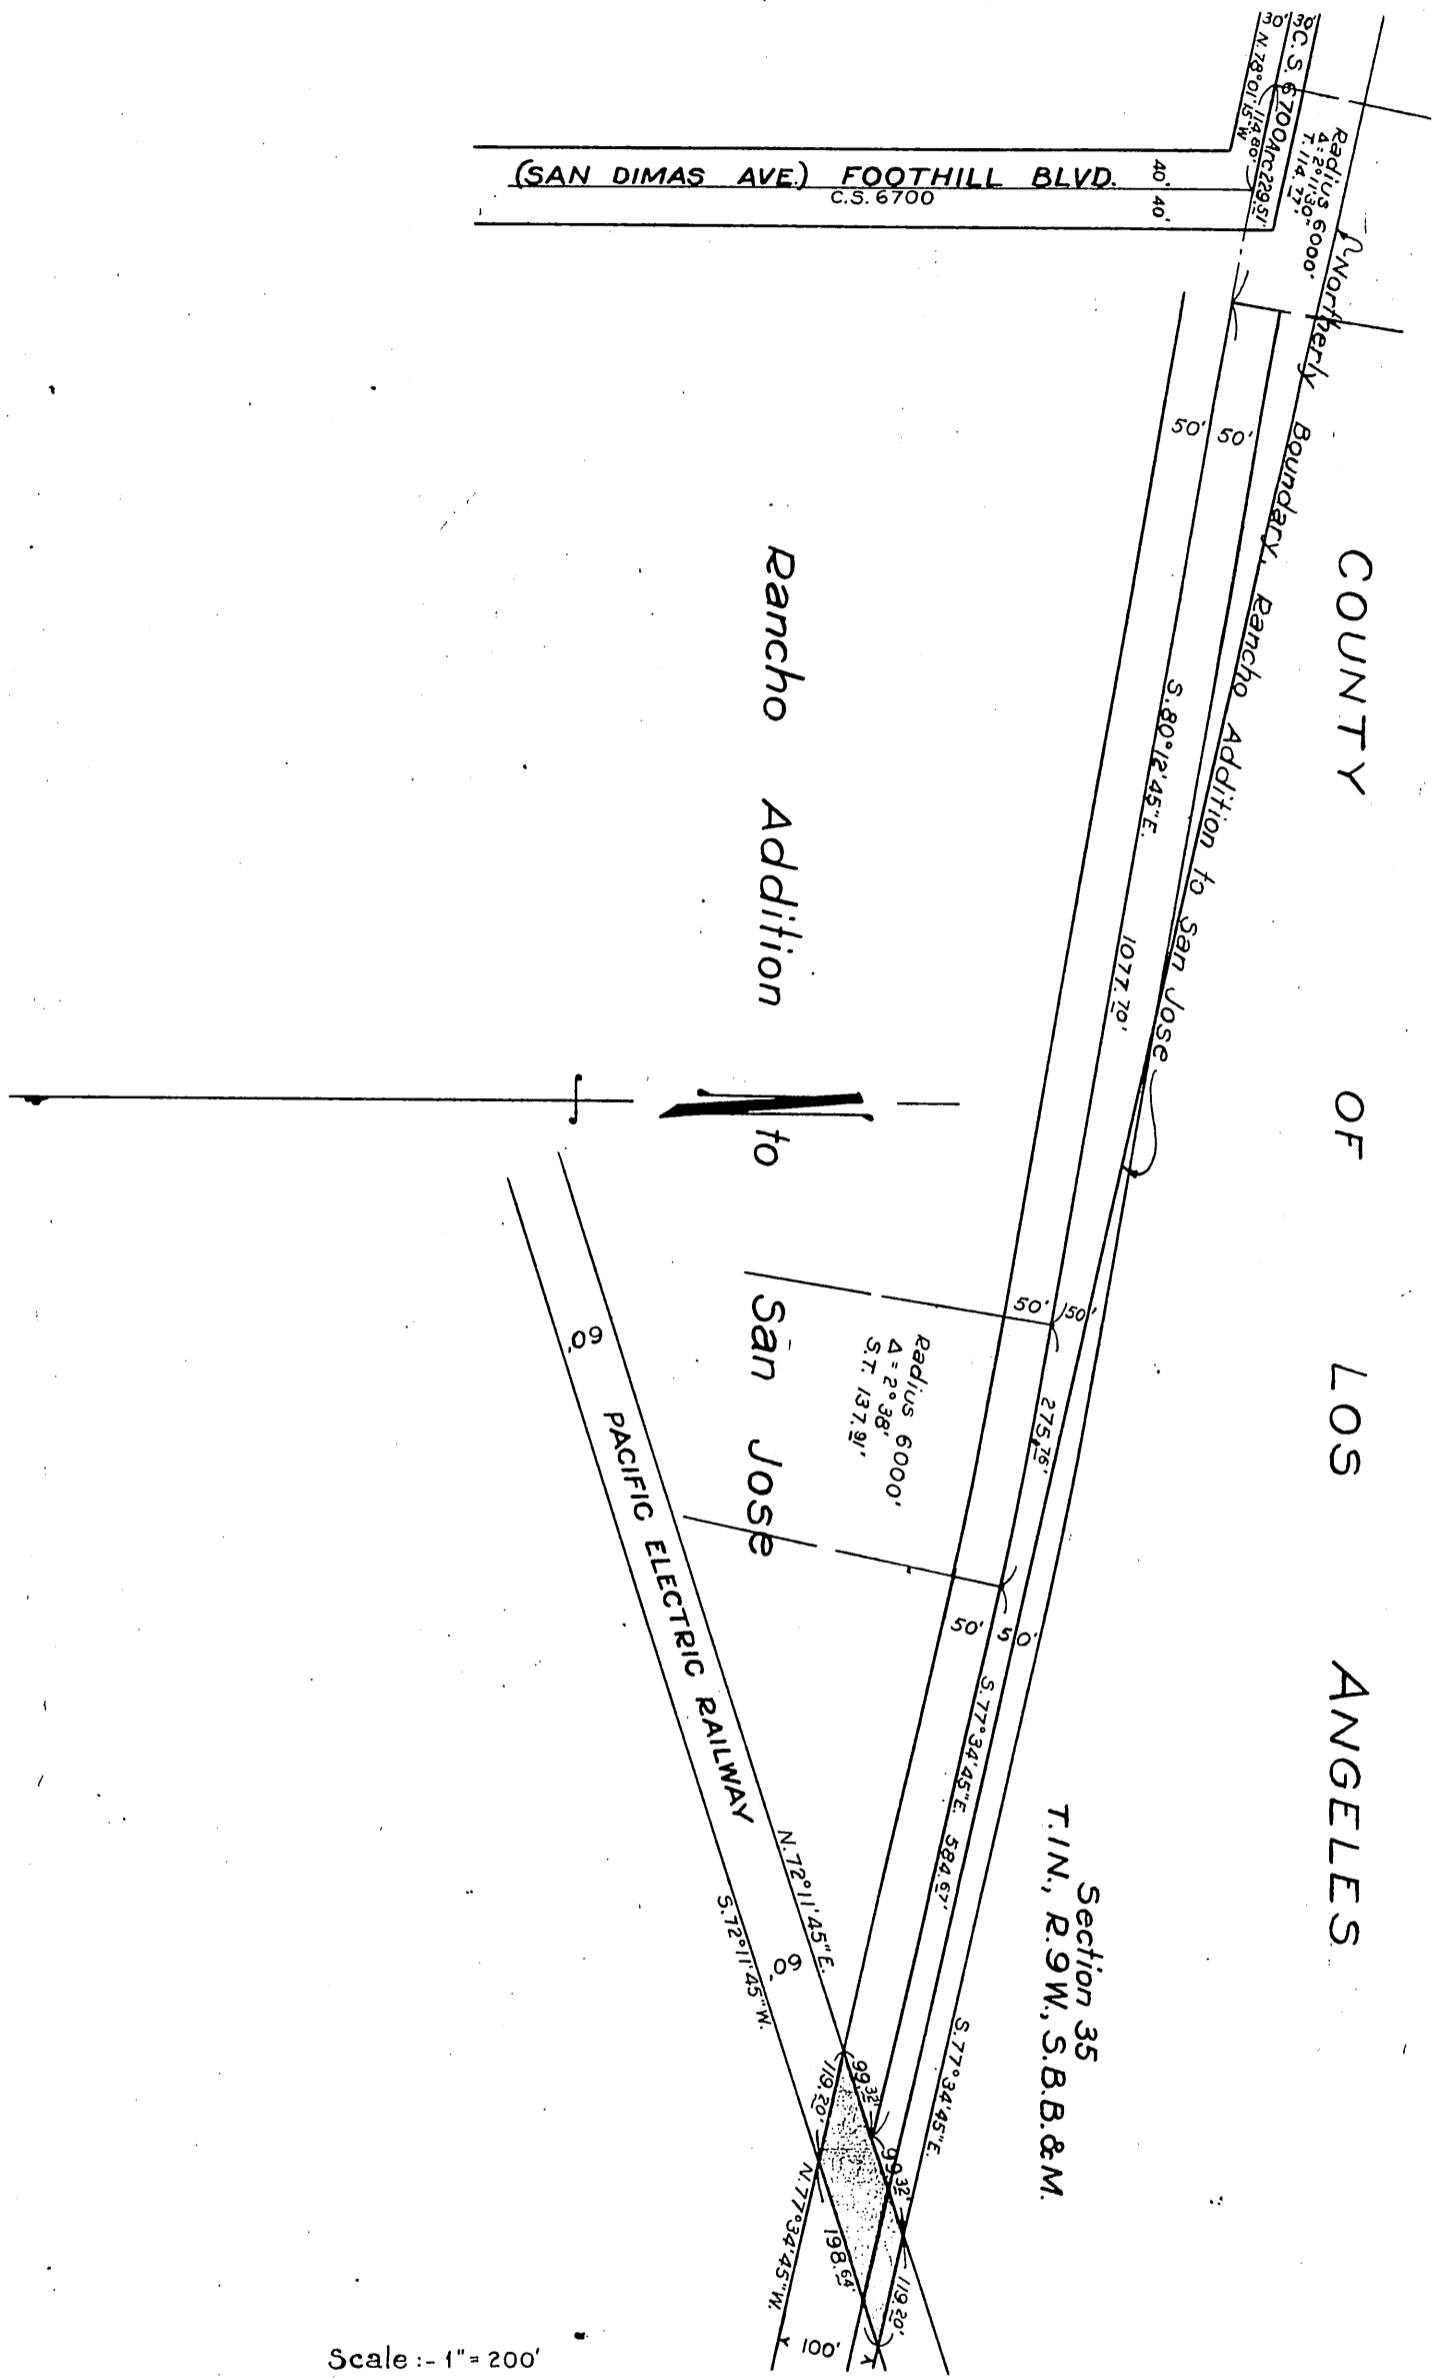 COUNTY OF LOS ANGELES
30' 30'
C. S. 6700
N. 78°01'15" W.
114.80'
Arc 229.51'
Radius 6000'
Δ = 2°11'30"
T. 114.77'
Northerly Boundary, Rancho Addition to San Jose
(SAN DIMAS AVE.) FOOTHILL BLVD.
C.S. 6700
40'
40'
50' 50'
S. 80°12'45" E.
1077.70'
Rancho Addition to San Jose
N
50' 50'
275.76'
Radius 6000'
Δ = 2° 38'
S.T. 137.91'
50' 50'
S. 77°34'45" E. 584.67'
60'
PACIFIC ELECTRIC RAILWAY
N. 72°11'45" E.
S. 72°11'45" W.
60'
Section 35
T.1N., R.9W., S.B.B.&M.
S. 77°34'45" E.
99.32'
119.20'
99.32'
198.64'
119.20'
N. 77°34'45" W.
100'
Scale :- 1" = 200'